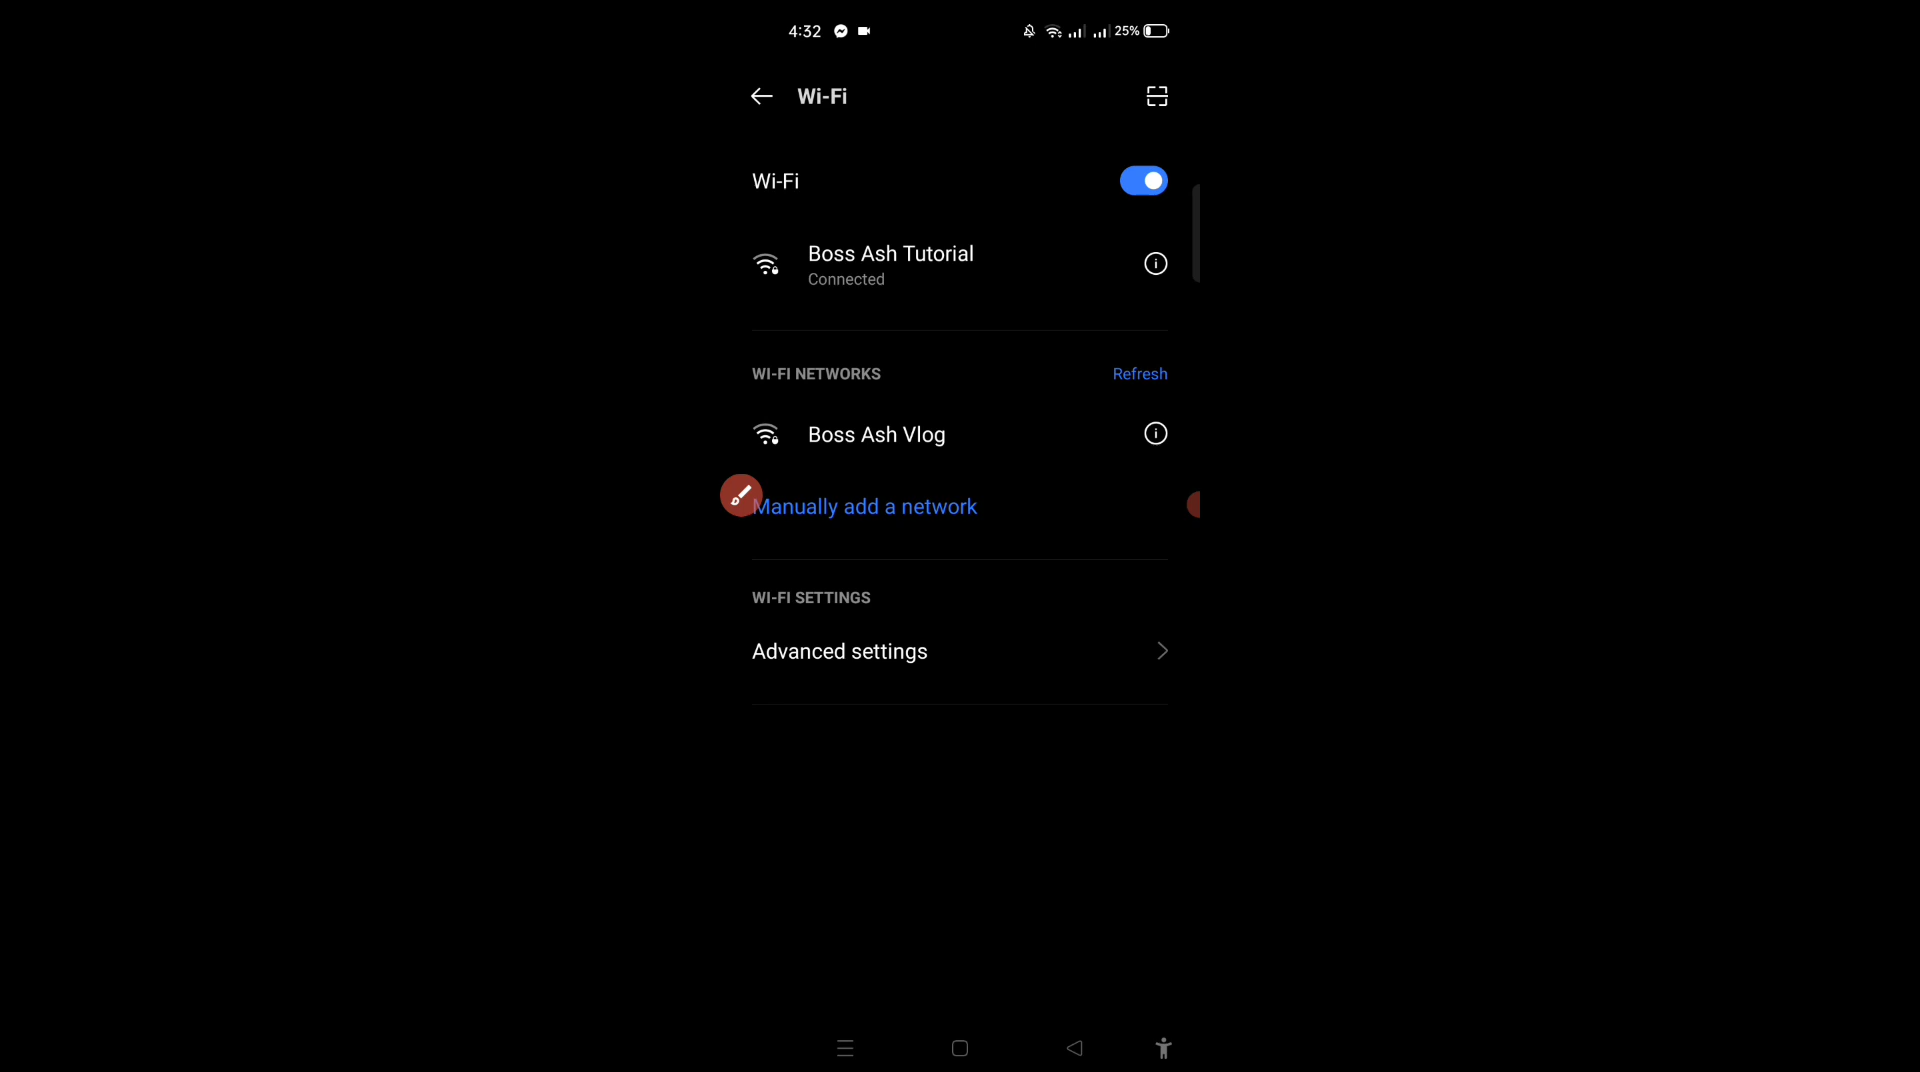 4:32 25%
Wi-Fi
Wi-Fi
Boss Ash Tutorial
Connected
WI-FI NETWORKS Refresh
Boss Ash Vlog
Manually add a network
WI-FI SETTINGS
Advanced settings